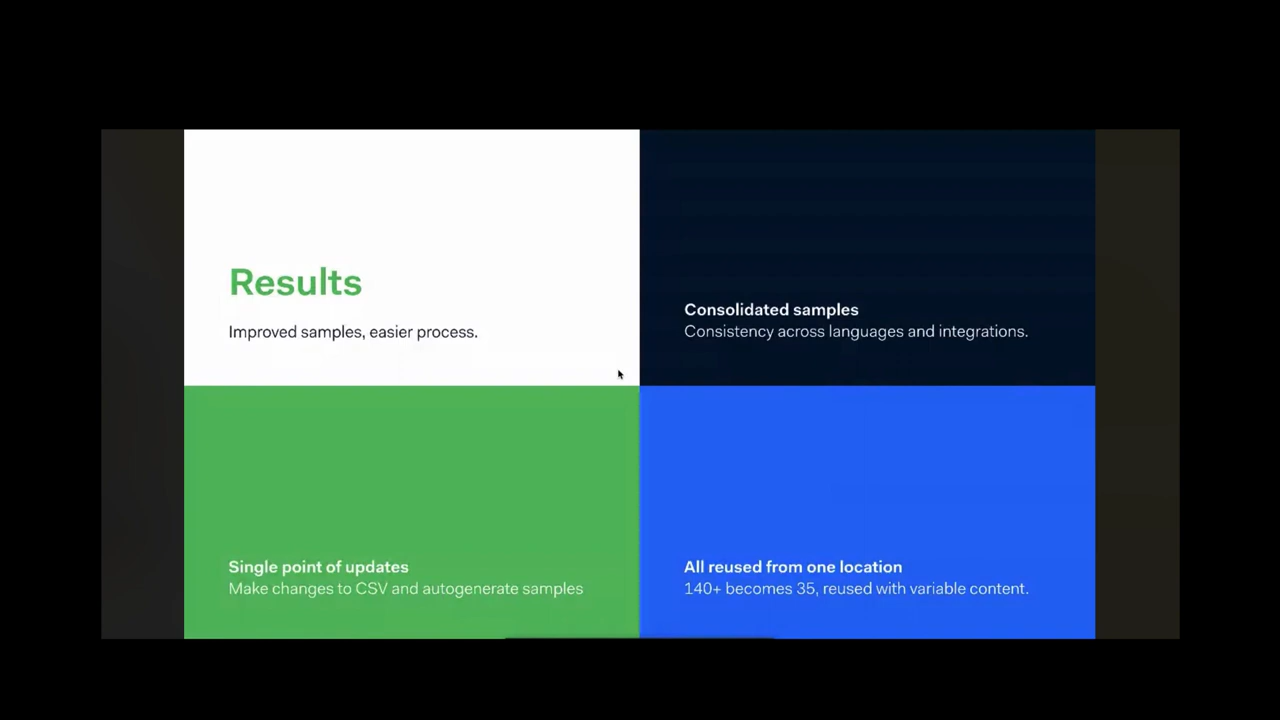 Results
Improved samples, easier process.
Consolidated samples
Consistency across languages and integrations.
Single point of updates
Make changes to CSV and autogenerate samples
All reused from one location
140+ becomes 35, reused with variable content.